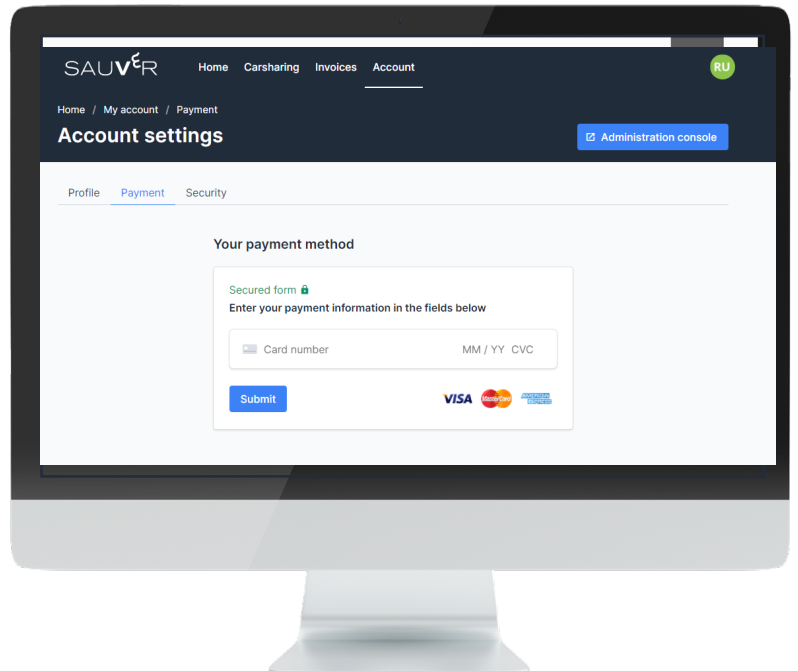 SAUVER
Home Carsharing Invoices Account
RU
Home / My account / Payment
Account settings
Administration console
Profile Payment Security
Your payment method
Secured form
Enter your payment information in the fields below
Card number MM / YY CVC
Submit
VISA MasterCard AMERICAN EXPRESS